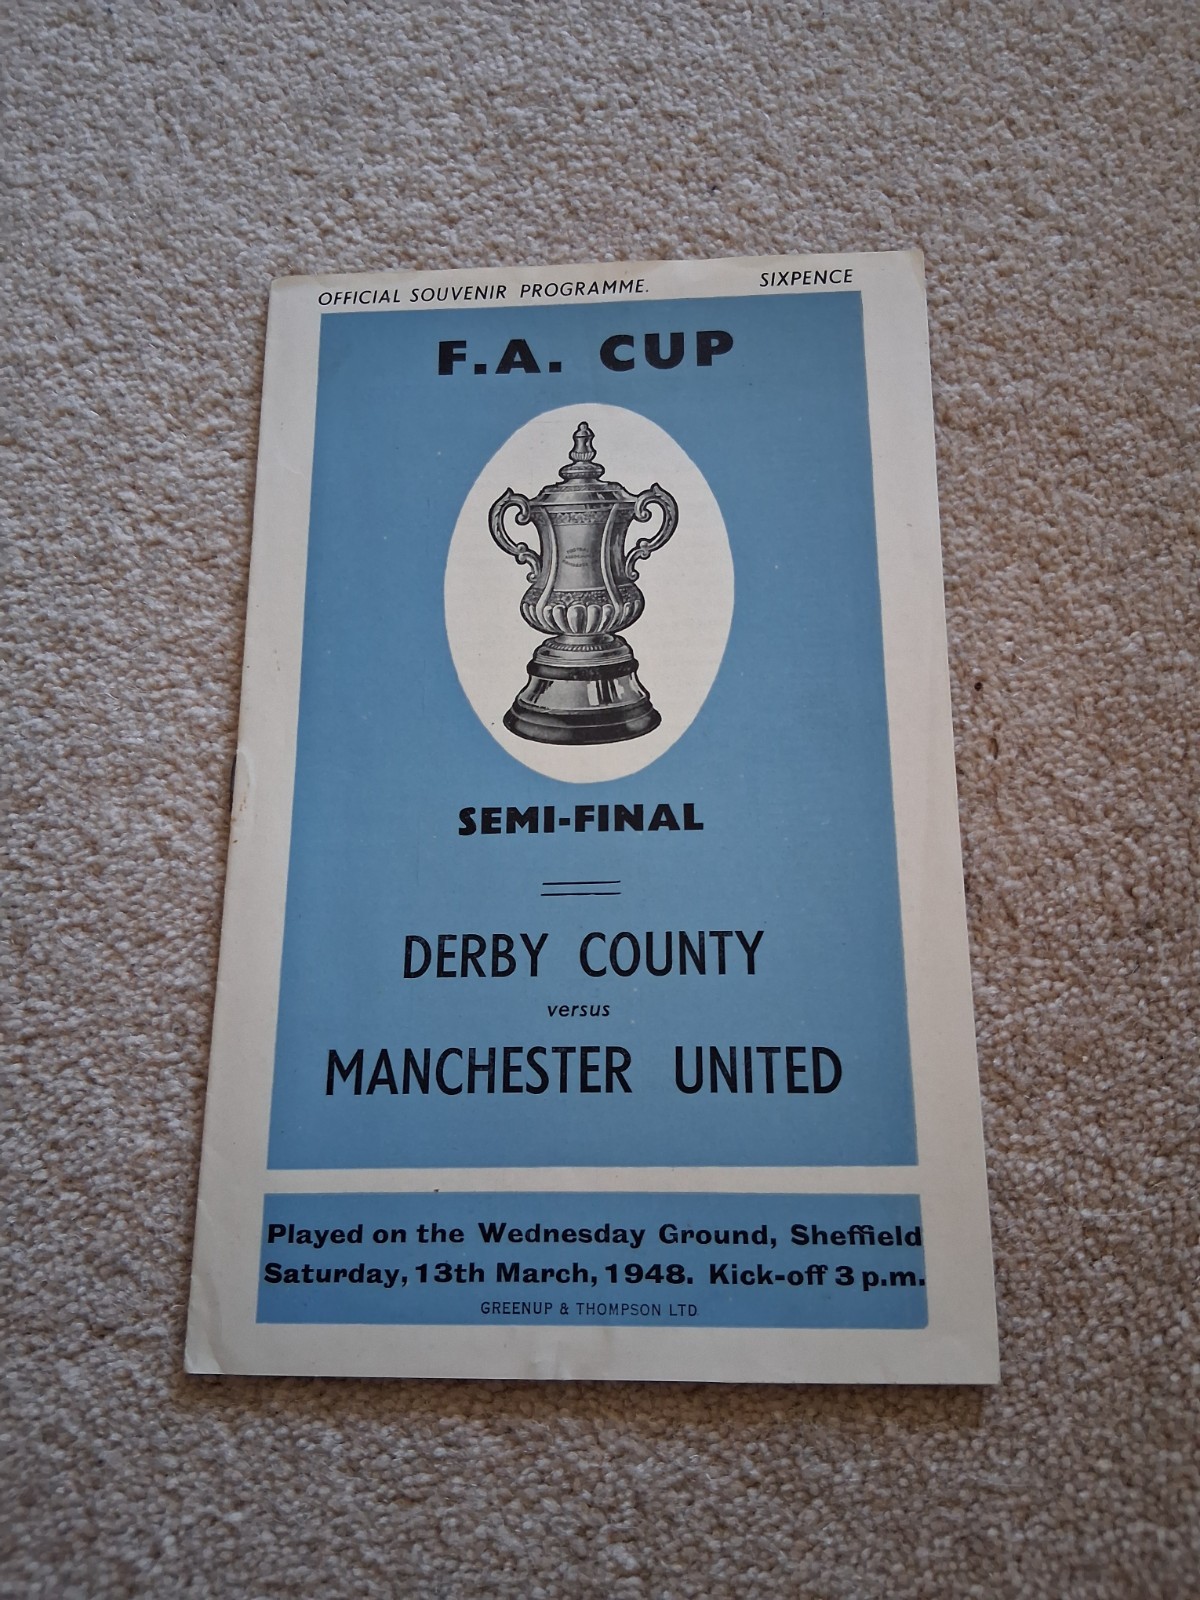 OFFICIAL SOUVENIR PROGRAMME. SIXPENCE
F.A. CUP
SEMI-FINAL
DERBY COUNTY
versus
MANCHESTER UNITED
Played on the Wednesday Ground, Sheffield
Saturday, 13th March, 1948. Kick-off 3 p.m.
GREENUP & THOMPSON LTD